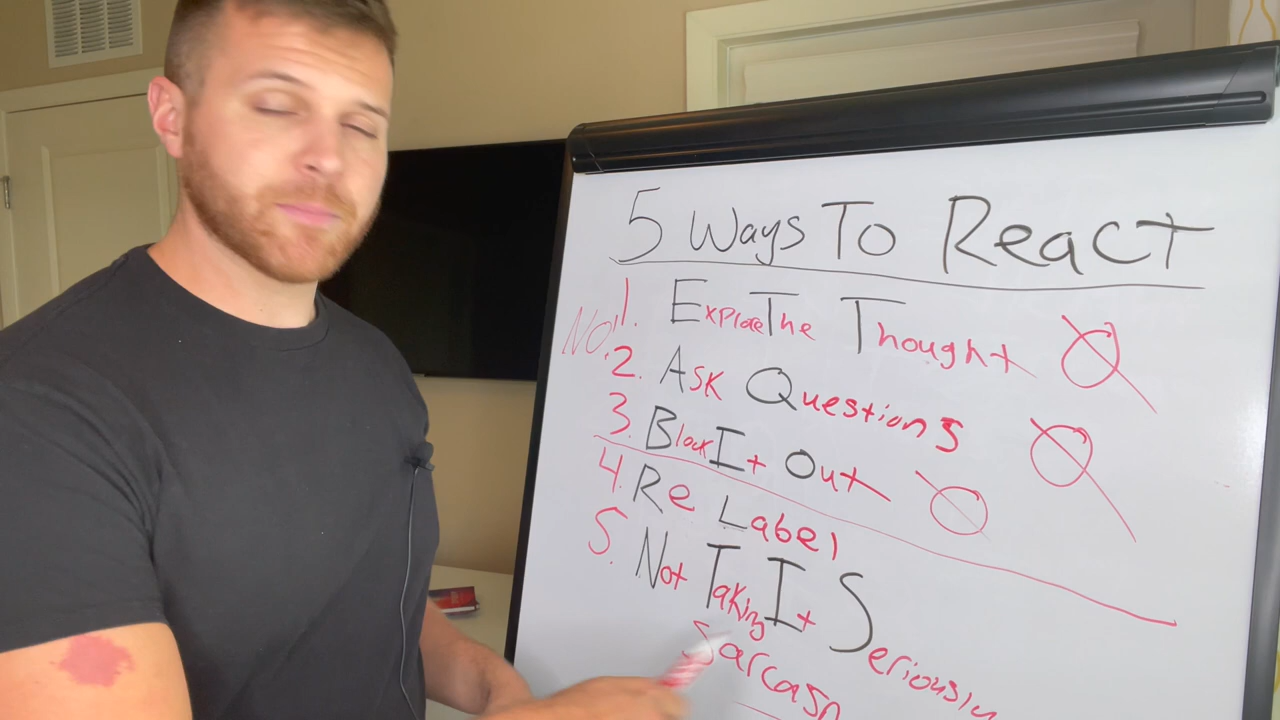 5 Ways To React
No! 1. Explore The Thought
2. Ask Questions
3. Block It Out
4. Re Label
5. Not Taking It Seriously
Sarcasm